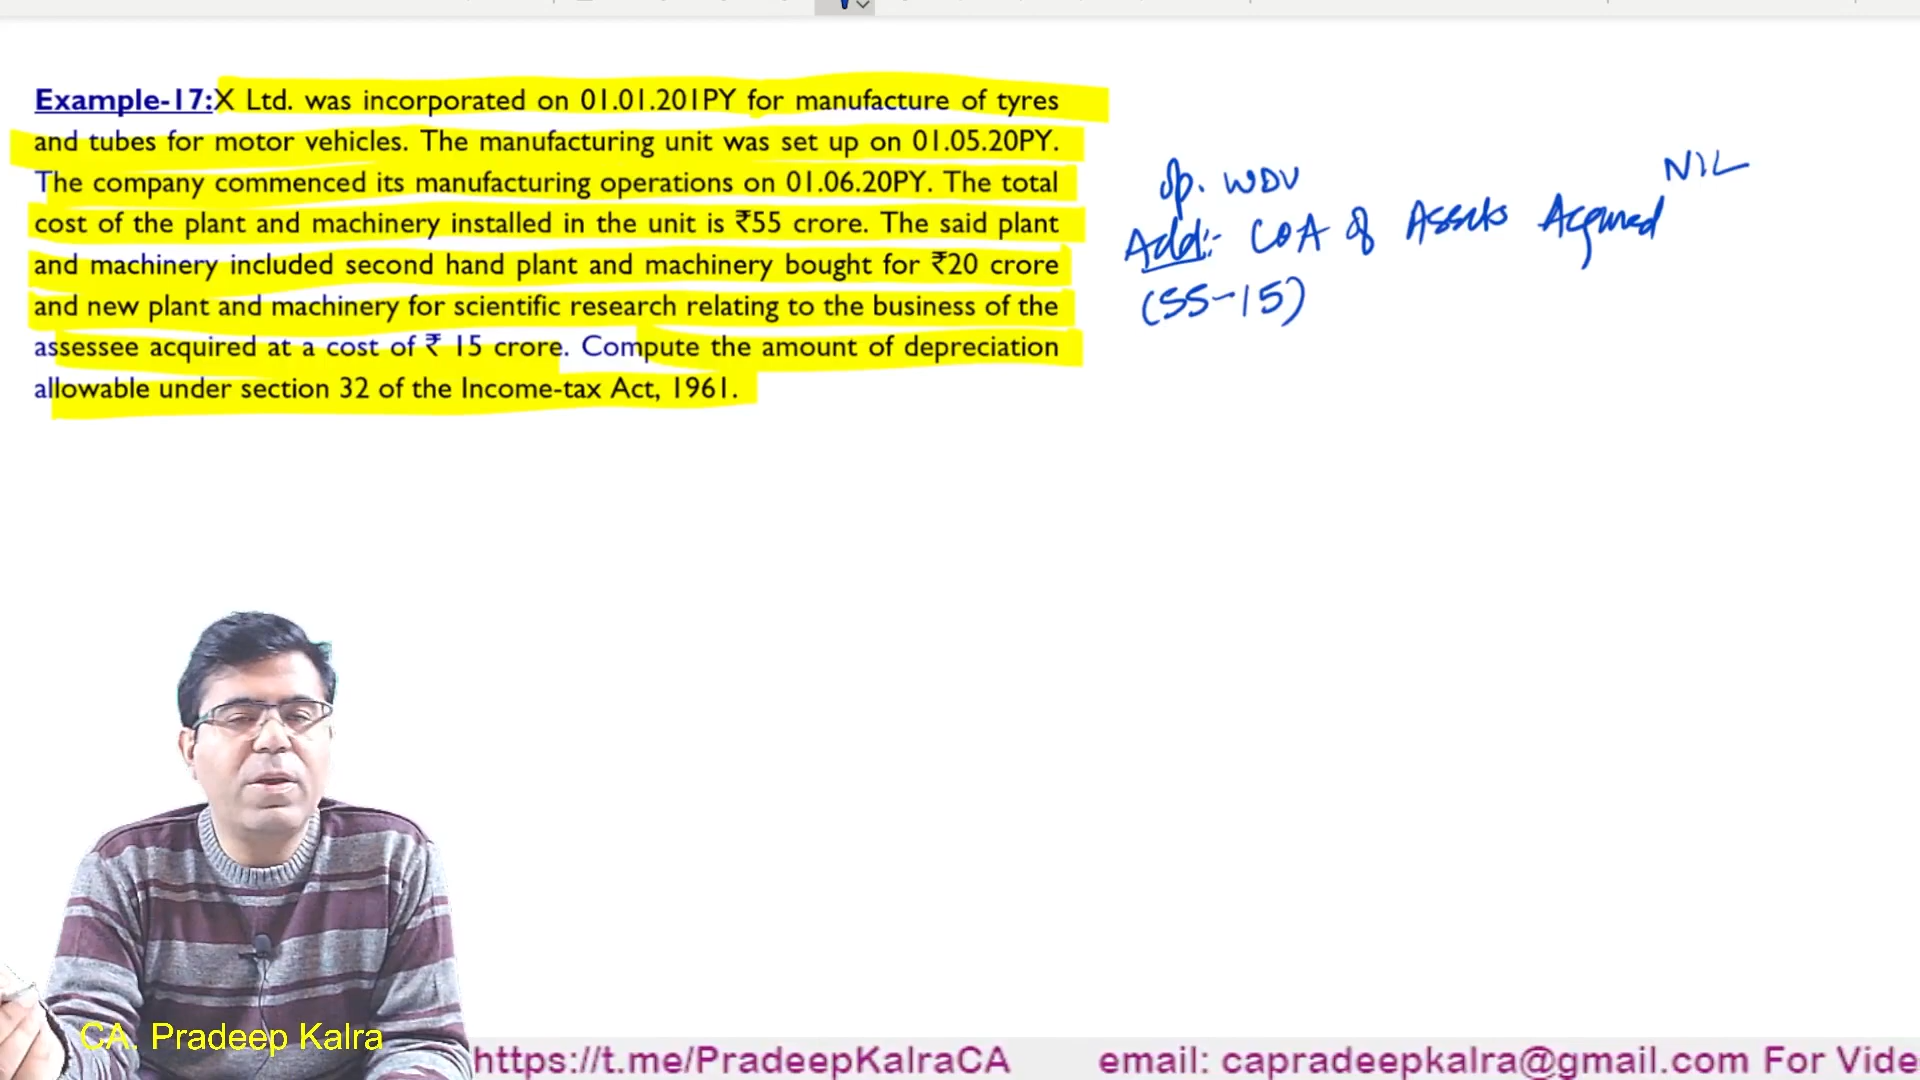 Example-17:X Ltd. was incorporated on 01.01.201PY for manufacture of tyres
and tubes for motor vehicles. The manufacturing unit was set up on 01.05.20PY.
The company commenced its manufacturing operations on 01.06.20PY. The total
cost of the plant and machinery installed in the unit is ₹55 crore. The said plant
and machinery included second hand plant and machinery bought for ₹20 crore
and new plant and machinery for scientific research relating to the business of the
assessee acquired at a cost of ₹ 15 crore. Compute the amount of depreciation
allowable under section 32 of the Income-tax Act, 1961.
Op. WDV NIL
Add:- COA of Assets Acquired
(55-15)
CA. Pradeep Kalra
https://t.me/PradeepKalraCA email: capradeepkalra@gmail.com For Vide